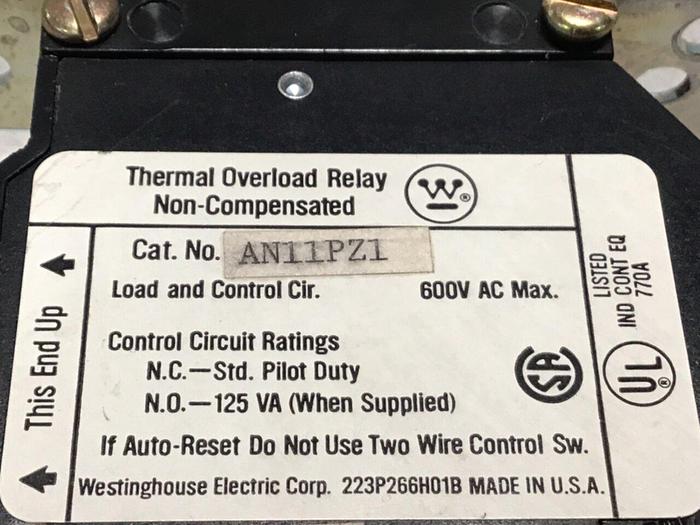 Thermal Overload Relay
Non-Compensated
W®
Cat. No. AN11PZ1
Load and Control Cir. 600V AC Max.
Control Circuit Ratings
N.C.—Std. Pilot Duty
N.O.—125 VA (When Supplied)
If Auto-Reset Do Not Use Two Wire Control Sw.
Westinghouse Electric Corp. 223P266H01B MADE IN U.S.A.
This End Up
LISTED
IND CONT EQ
770A
SA
UL®